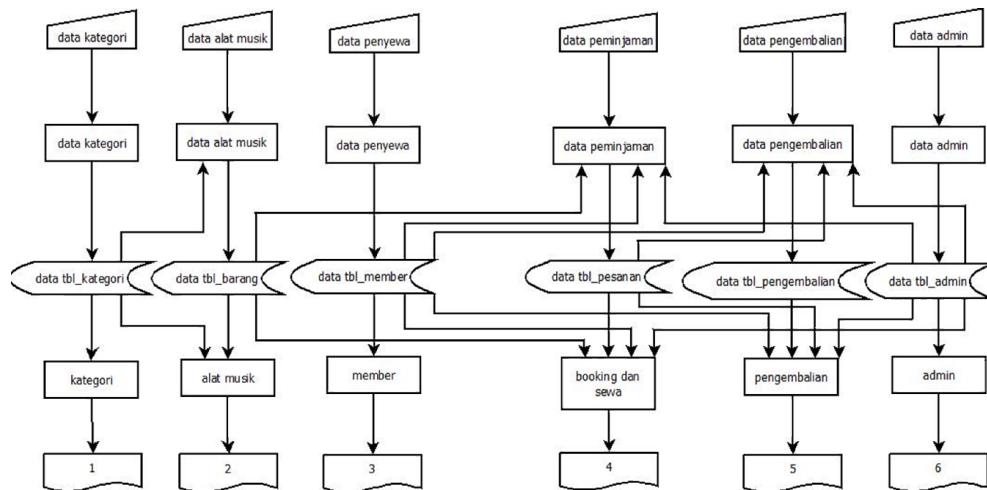 data kategori
data alat musik
data penyewa
data peminjaman
data pengembalian
data admin
data kategori
data alat musik
data penyewa
data peminjaman
data pengembalian
data admin
data tbl_kategori
data tbl_barang
data tbl_member
data tbl_pesanan
data tbl_pengembalian
data tbl_admin
kategori
alat musik
member
booking dan
sewa
pengembalian
admin
1
2
3
4
5
6